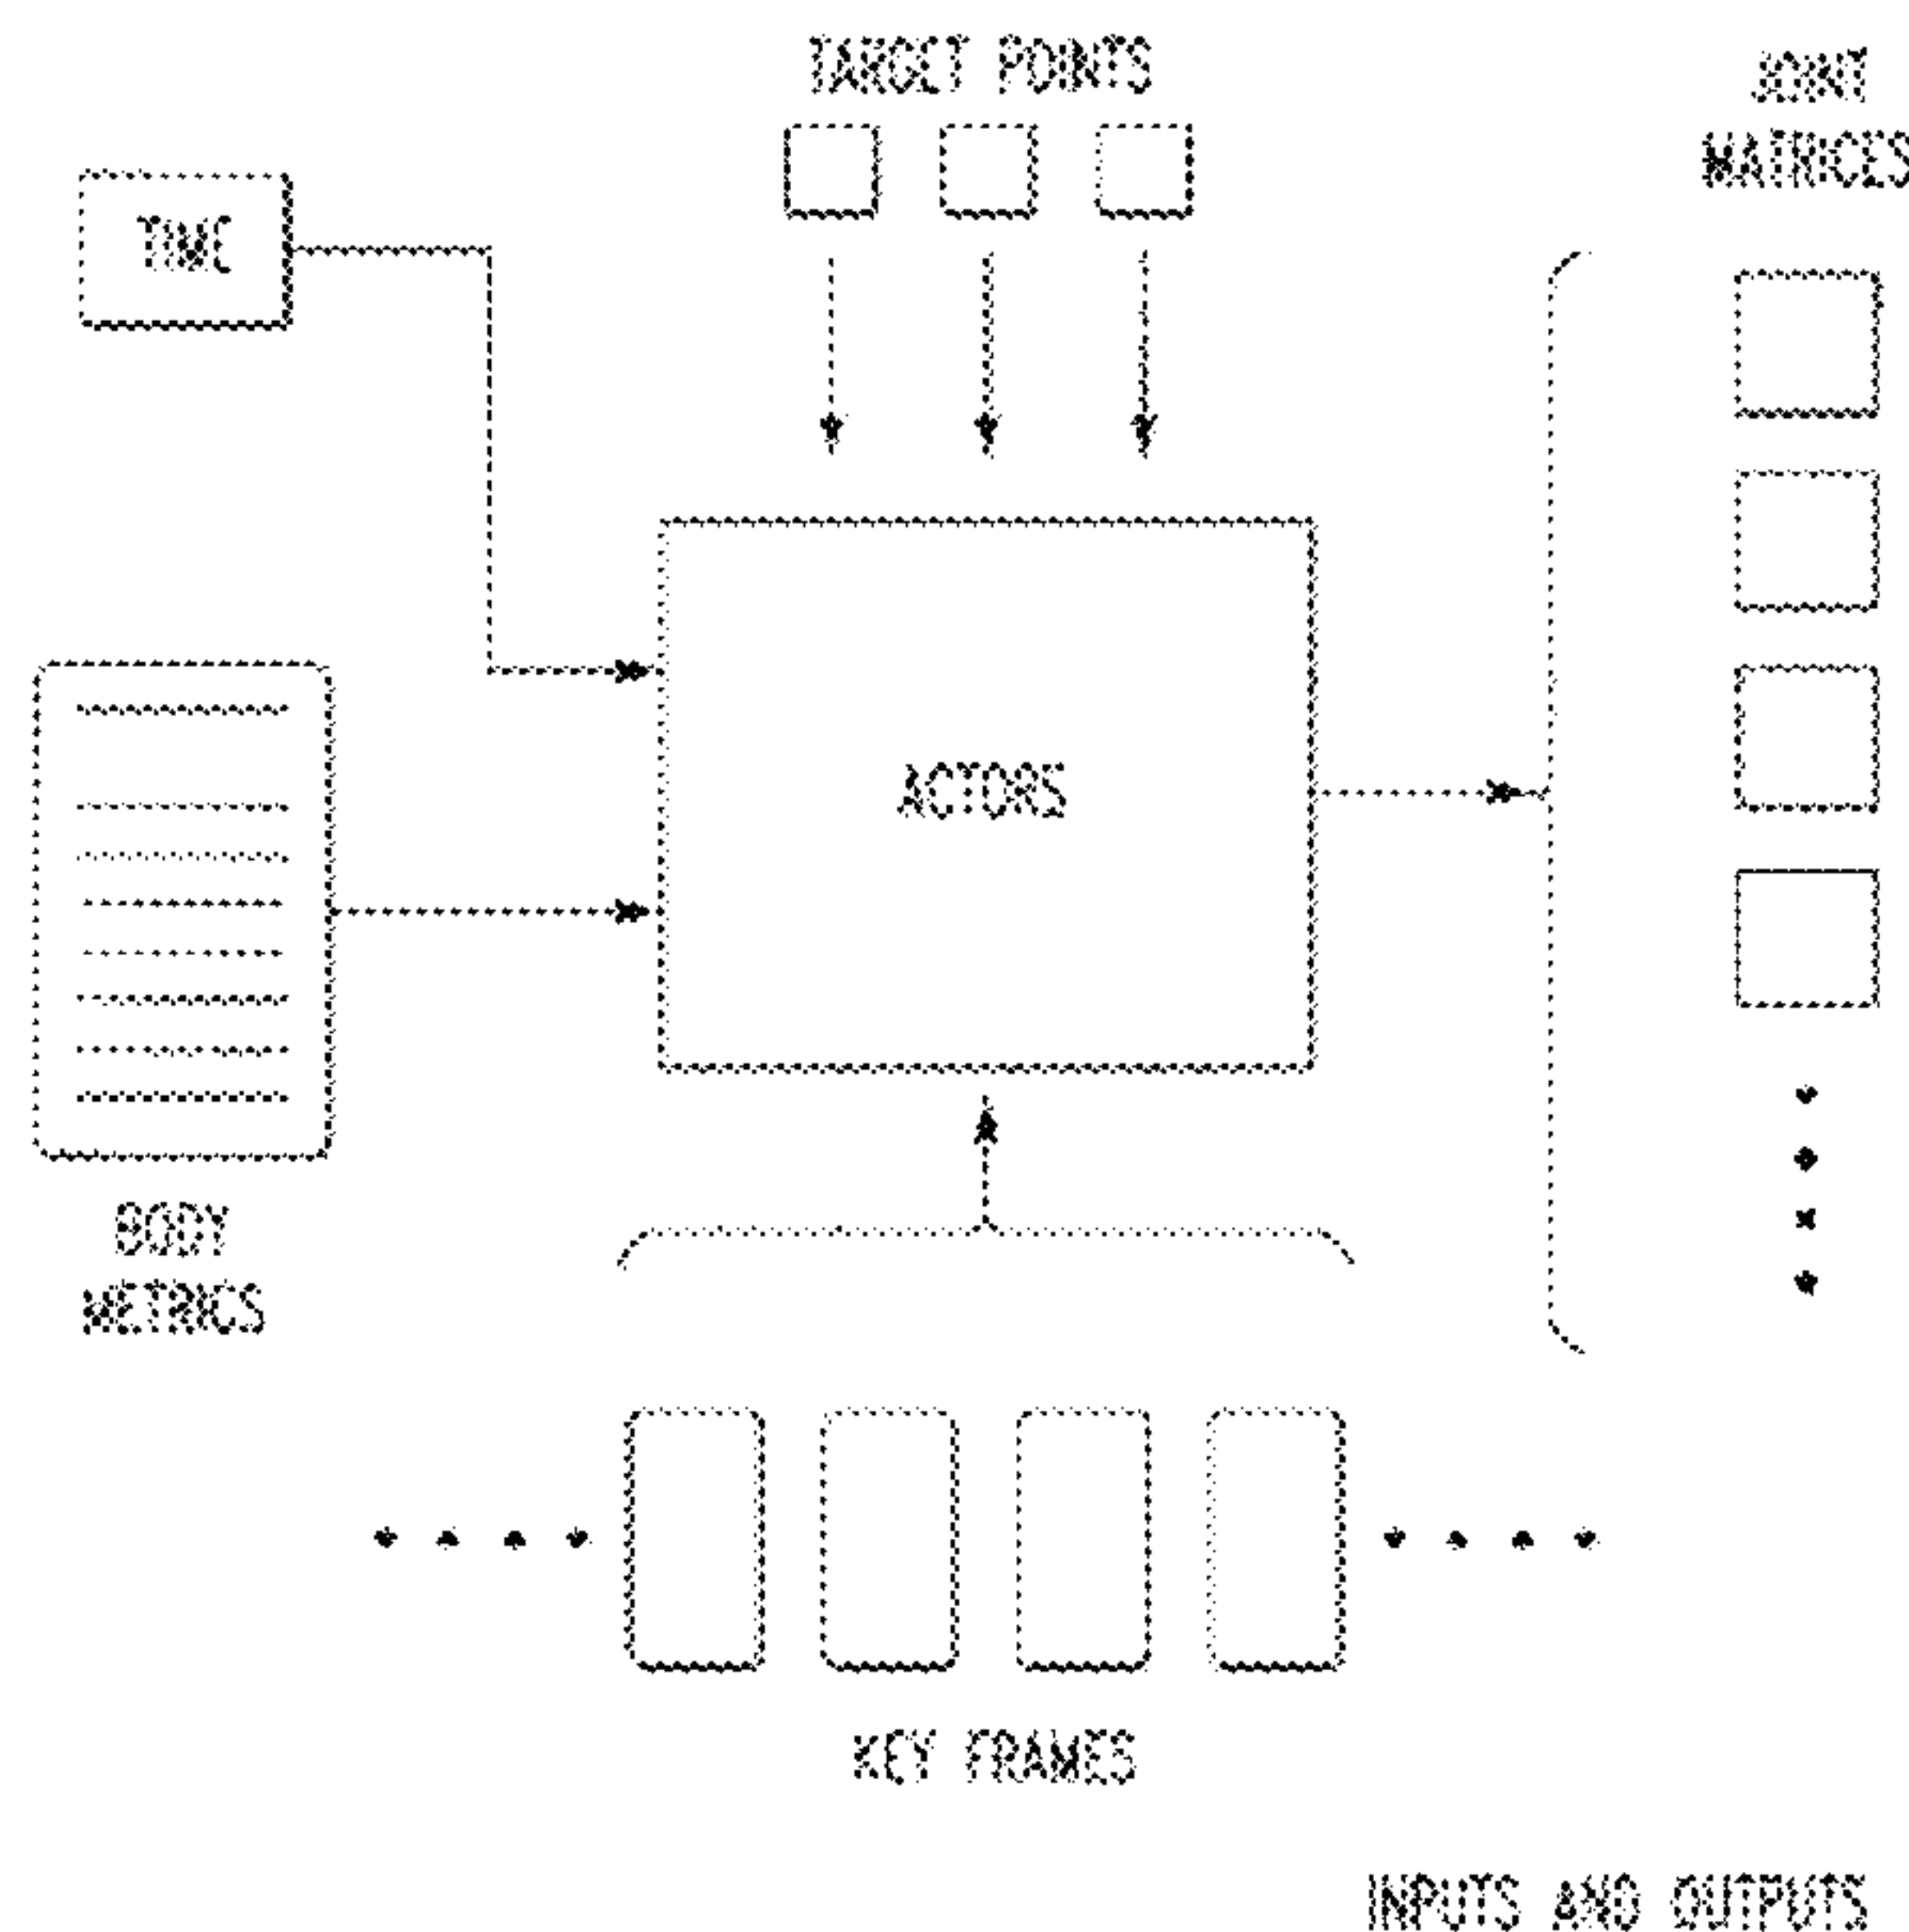 TARGET POINTS
JOINT
MATRICES
TIME
ACTORS
BODY
METRICS
KEY FRAMES
INPUTS AND OUTPUTS